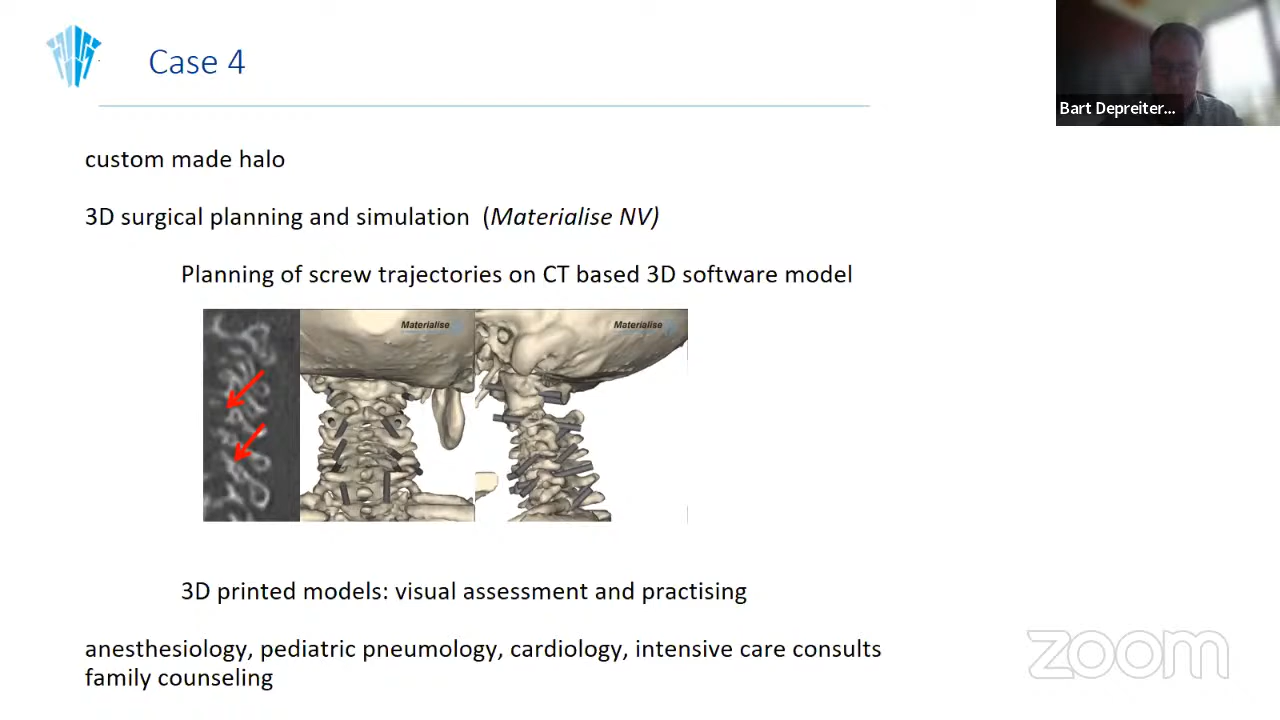 Case 4
Bart Depreiter...
custom made halo
3D surgical planning and simulation (Materialise NV)
Planning of screw trajectories on CT based 3D software model
Materialise
Materialise
3D printed models: visual assessment and practising
anesthesiology, pediatric pneumology, cardiology, intensive care consults
family counseling
zoom